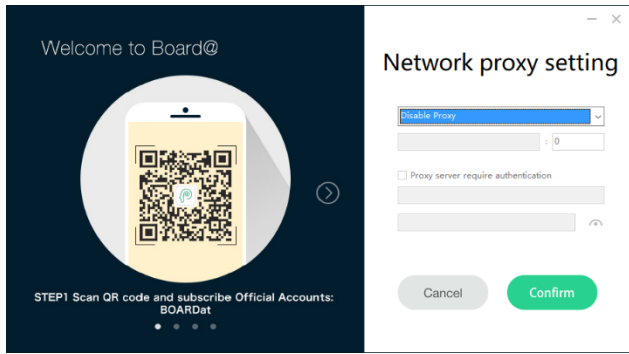 Welcome to Board@
STEP1 Scan QR code and subscribe Official Accounts:
BOARDat
Network proxy setting
Disable Proxy
: 0
Proxy server require authentication
Cancel
Confirm